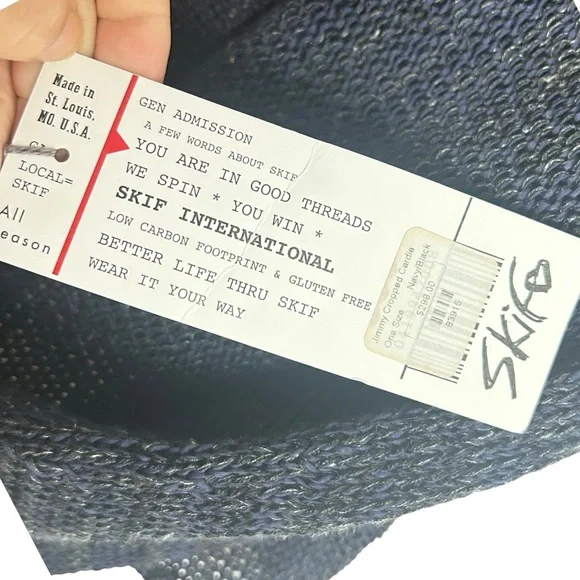 Made in
St. Louis,
MO. U.S.A.
LOCAL=
SKIF
All
eason
GEN ADMISSION
A FEW WORDS ABOUT SKIF
YOU ARE IN GOOD THREADS
WE SPIN * YOU WIN *
SKIF INTERNATIONAL
LOW CARBON FOOTPRINT & GLUTEN FREE
BETTER LIFE THRU SKIF
WEAR IT YOUR WAY
Jimmy Cropped Cardie
One Size Navy/Black
$298.00
83915
Skif